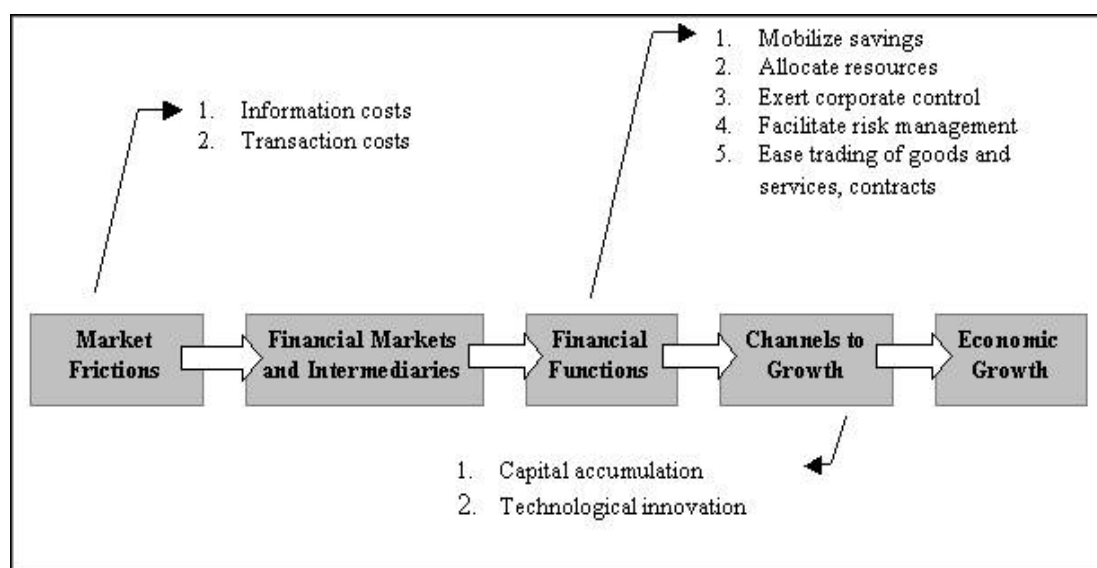 1. Mobilize savings
2. Allocate resources
3. Exert corporate control
4. Facilitate risk management
5. Ease trading of goods and
services, contracts
1. Information costs
2. Transaction costs
Market
Frictions
Financial Markets
and Intermediaries
Financial
Functions
Channels to
Growth
Economic
Growth
1. Capital accumulation
2. Technological innovation